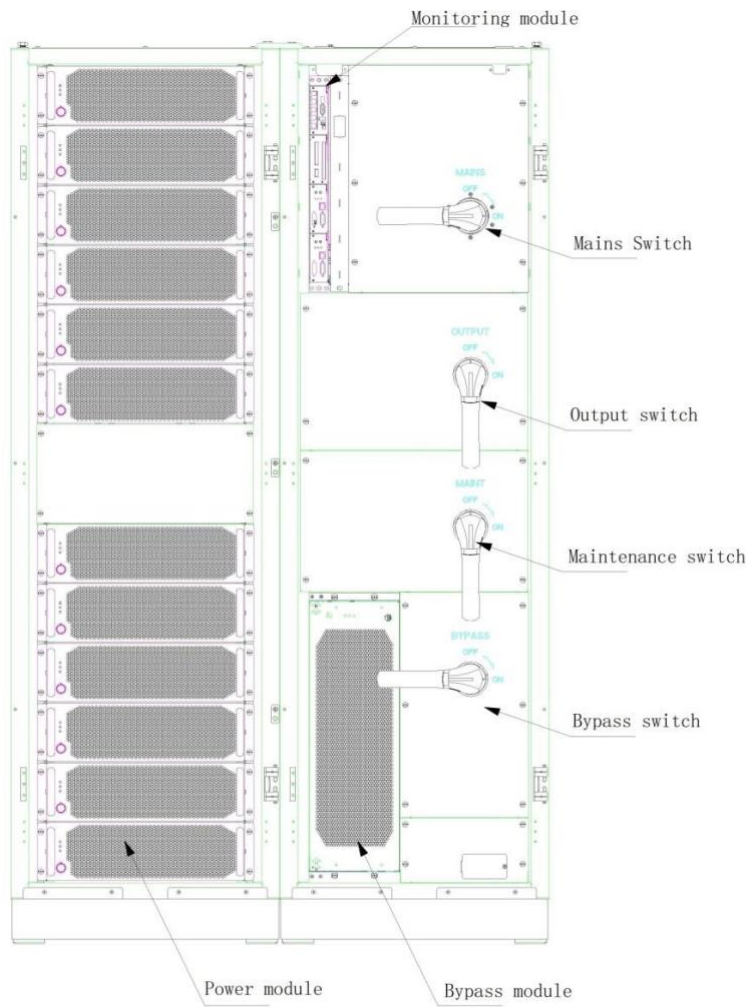 Monitoring module
MAINS
OFF
ON
Mains Switch
OUTPUT
OFF
ON
Output switch
MAINT
OFF
ON
Maintenance switch
BYPASS
OFF
ON
Bypass switch
Power module
Bypass module